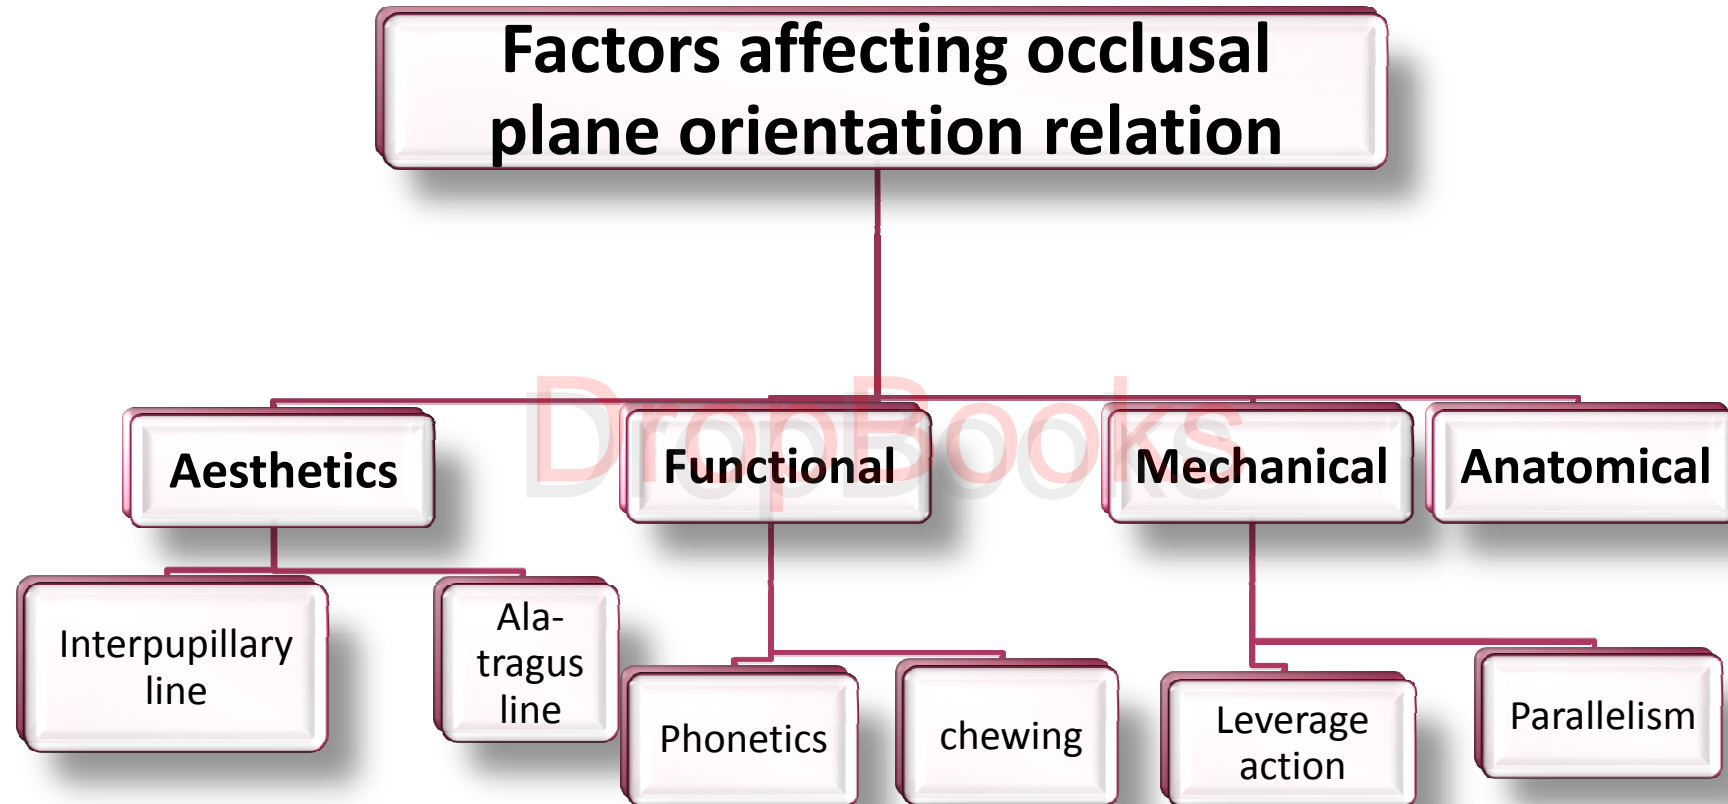 Factors affecting occlusal
plane orientation relation
DropBooks
Aesthetics
Functional
Mechanical
Anatomical
Interpupillary
line
Ala-
tragus
line
Phonetics
chewing
Leverage
action
Parallelism